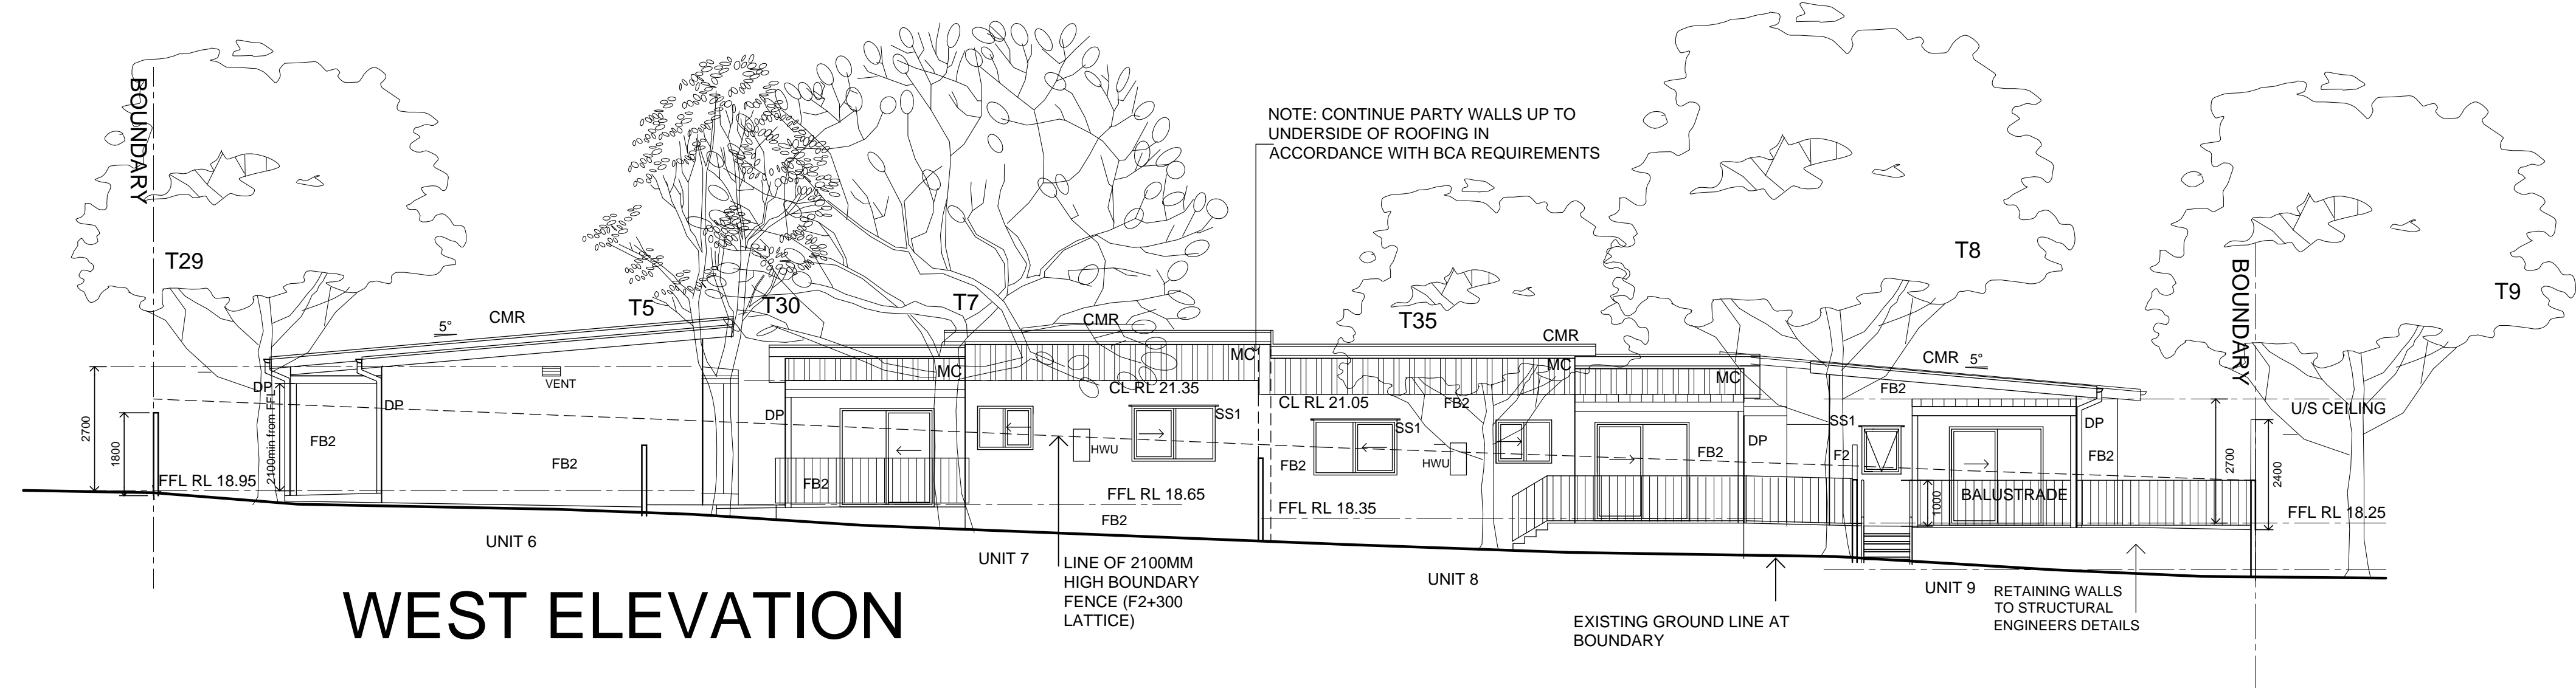 BOUNDARY
NOTE: CONTINUE PARTY WALLS UP TO
UNDERSIDE OF ROOFING IN
ACCORDANCE WITH BCA REQUIREMENTS
T29
T5
T30
T7
T35
T8
T9
BOUNDARY
5°
CMR
CMR
CMR
CMR
5°
MC
MC
MC
MC
DP
VENT
DP
DP
CL RL 21.35
CL RL 21.05
SS1
SS1
FB2
FB2
SS1
U/S CEILING
DP
DP
2700
1800
2100min from FFL
FB2
FB2
FB2
HWU
FB2
HWU
FB2
F2
FB2
2700
2400
1000
BALUSTRADE
FFL RL 18.95
FFL RL 18.65
FB2
FFL RL 18.35
FFL RL 18.25
UNIT 6
UNIT 7
UNIT 8
UNIT 9
LINE OF 2100MM
HIGH BOUNDARY
FENCE (F2+300
LATTICE)
EXISTING GROUND LINE AT
BOUNDARY
RETAINING WALLS
TO STRUCTURAL
ENGINEERS DETAILS
WEST ELEVATION